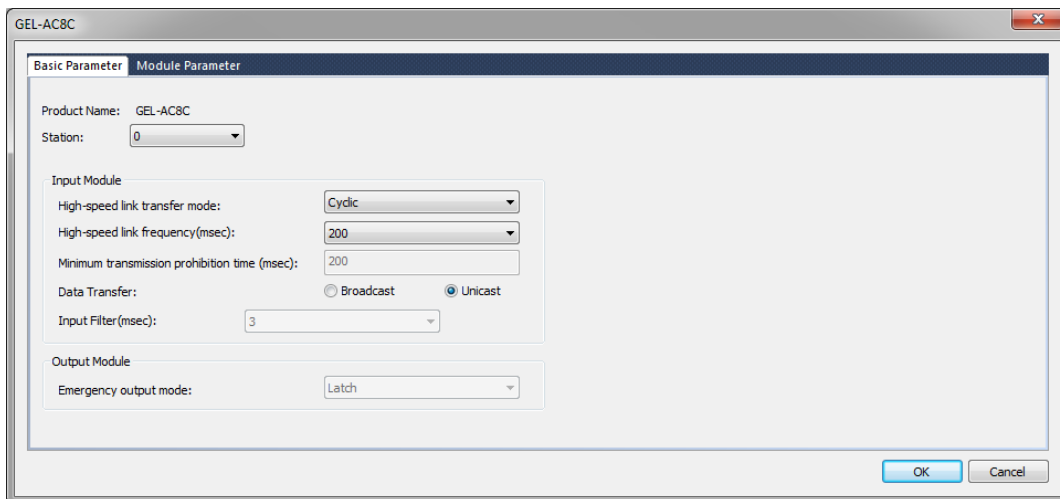 GEL-AC8C
Basic Parameter Module Parameter
Product Name: GEL-AC8C
Station: 0
Input Module
High-speed link transfer mode: Cyclic
High-speed link frequency(msec): 200
Minimum transmission prohibition time (msec): 200
Data Transfer: Broadcast Unicast
Input Filter(msec): 3
Output Module
Emergency output mode: Latch
OK Cancel